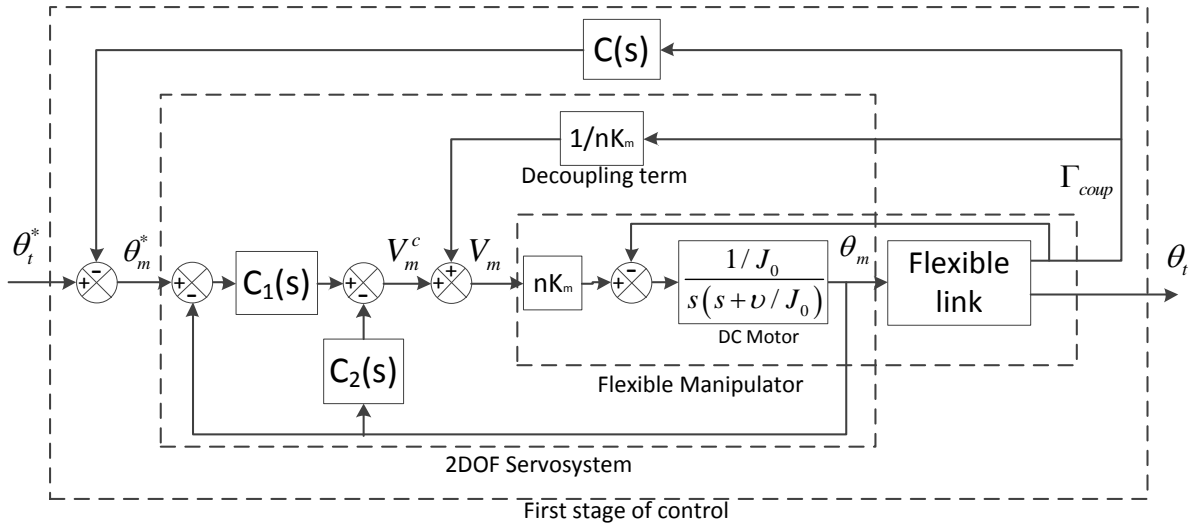 C(s)
1/nKₘ
Decoupling term
Γ_coup
θₜ*
-
+
θₘ*
+
-
C₁(s)
+
-
Vₘᶜ
+
+
Vₘ
nKₘ
+
-
1/J₀
s(s+υ/J₀)
DC Motor
θₘ
Flexible
link
θₜ
C₂(s)
Flexible Manipulator
2DOF Servosystem
First stage of control